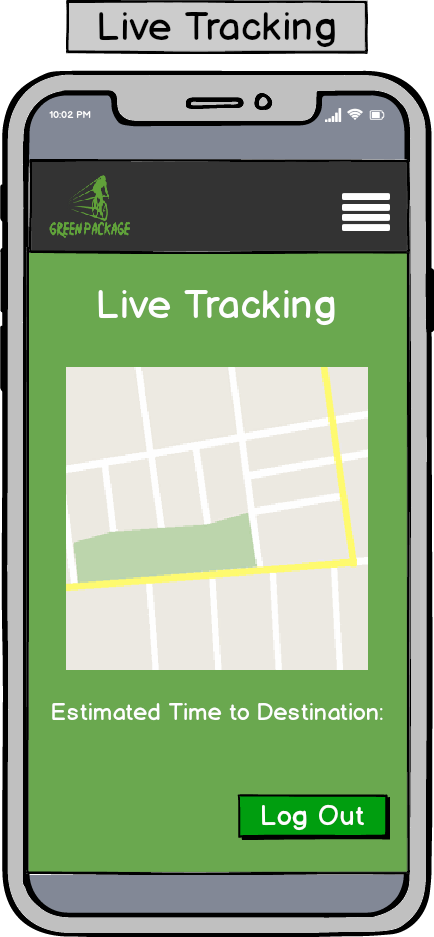 Live Tracking
10:02 PM
GREEN PACKAGE
Live Tracking
Estimated Time to Destination:
Log Out